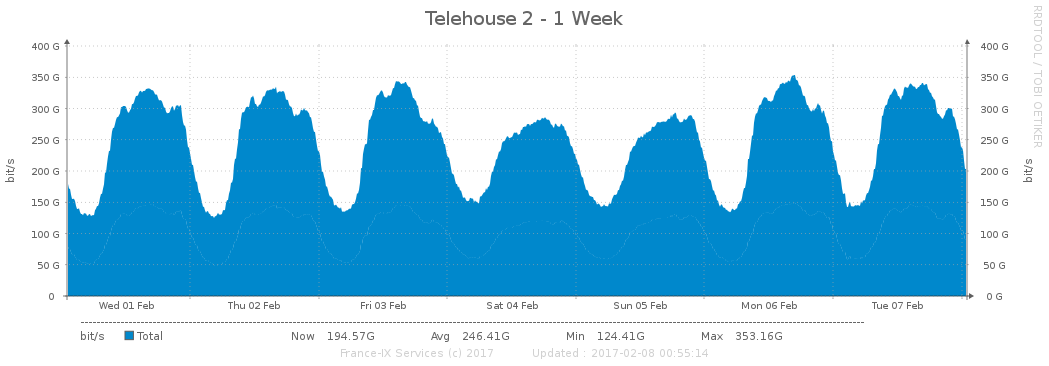 Telehouse 2 - 1 Week
RRDTOOL / TOBI OETIKER
400 G 400 G
350 G 350 G
300 G 300 G
250 G 250 G
200 G 200 G
150 G 150 G
100 G 100 G
50 G 50 G
0 0 G
bit/s bit/s
Wed 01 Feb Thu 02 Feb Fri 03 Feb Sat 04 Feb Sun 05 Feb Mon 06 Feb Tue 07 Feb
bit/s Total Now 194.57G Avg 246.41G Min 124.41G Max 353.16G
France-IX Services (c) 2017 Updated : 2017-02-08 00:55:14